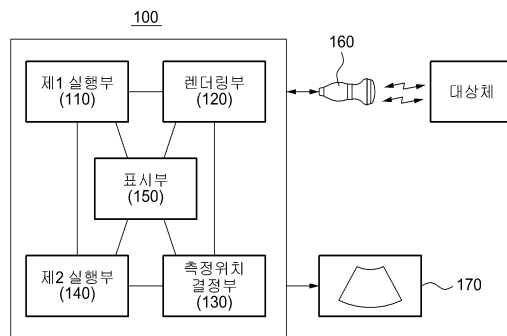 100
제1 실행부
(110)
렌더링부
(120)
160
대상체
표시부
(150)
제2 실행부
(140)
측정위치
결정부
(130)
170